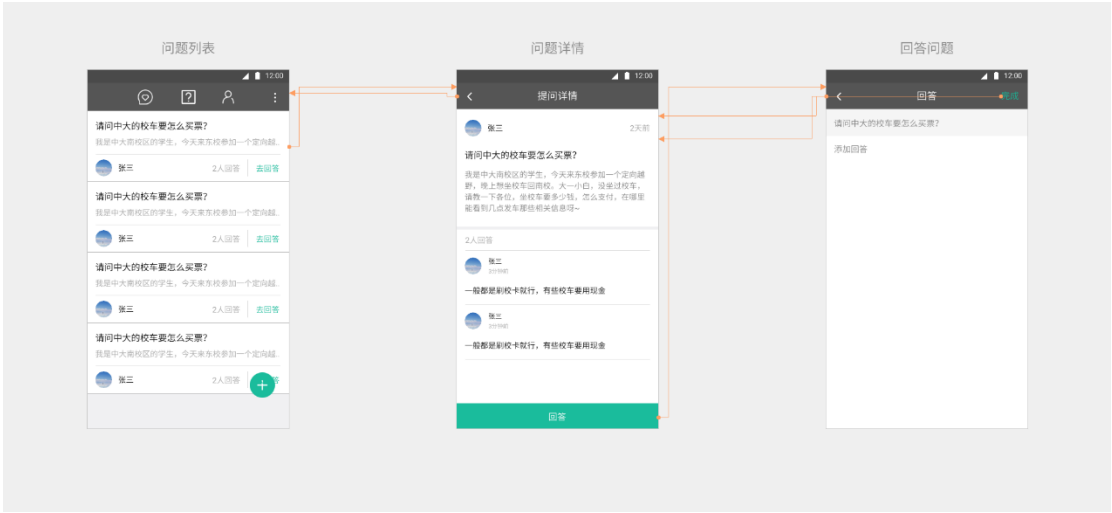 问题列表
12:00
请问中大的校车要怎么买票？
我是中大南校区的学生，今天来东校参加一个定向越..
张三
2人回答
去回答
请问中大的校车要怎么买票？
我是中大南校区的学生，今天来东校参加一个定向越..
张三
2人回答
去回答
请问中大的校车要怎么买票？
我是中大南校区的学生，今天来东校参加一个定向越..
张三
2人回答
去回答
请问中大的校车要怎么买票？
我是中大南校区的学生，今天来东校参加一个定向越..
张三
2人回答
答
问题详情
12:00
提问详情
张三
2天前
请问中大的校车要怎么买票？
我是中大南校区的学生，今天来东校参加一个定向越
野，晚上想坐校车回南校，大一小白，没坐过校车，
请教一下各位，坐校车要多少钱，怎么支付，在哪里
能看到几点发车那些相关信息呀~
2人回答
张三
一般都是刷校卡就行，有些校车要用现金
张三
一般都是刷校卡就行，有些校车要用现金
回答
回答问题
12:00
回答
完成
请问中大的校车要怎么买票？
添加回答